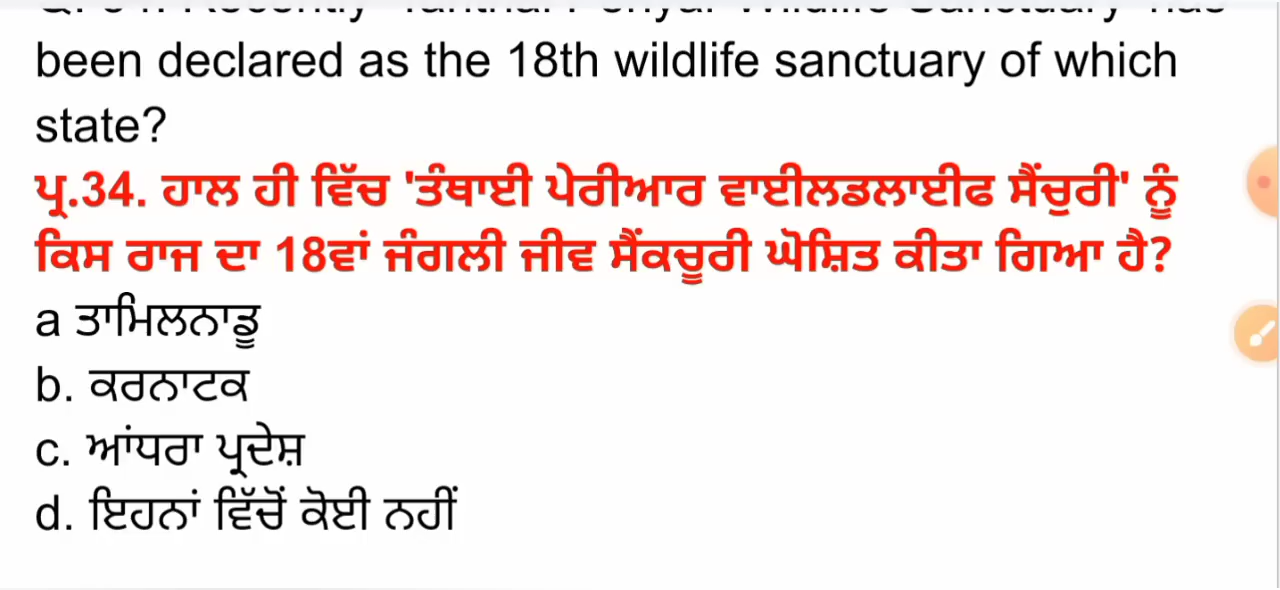 been declared as the 18th wildlife sanctuary of which
state?
ਪ੍ਰ.34. ਹਾਲ ਹੀ ਵਿੱਚ 'ਤੰਥਾਈ ਪੇਰੀਆਰ ਵਾਈਲਡਲਾਈਫ ਸੈਂਚੁਰੀ' ਨੂੰ
ਕਿਸ ਰਾਜ ਦਾ 18ਵਾਂ ਜੰਗਲੀ ਜੀਵ ਸੈਂਕਚੂਰੀ ਘੋਸ਼ਿਤ ਕੀਤਾ ਗਿਆ ਹੈ?
a ਤਾਮਿਲਨਾਡੂ
b. ਕਰਨਾਟਕ
c. ਆਂਧਰਾ ਪ੍ਰਦੇਸ਼
d. ਇਹਨਾਂ ਵਿੱਚੋਂ ਕੋਈ ਨਹੀਂ